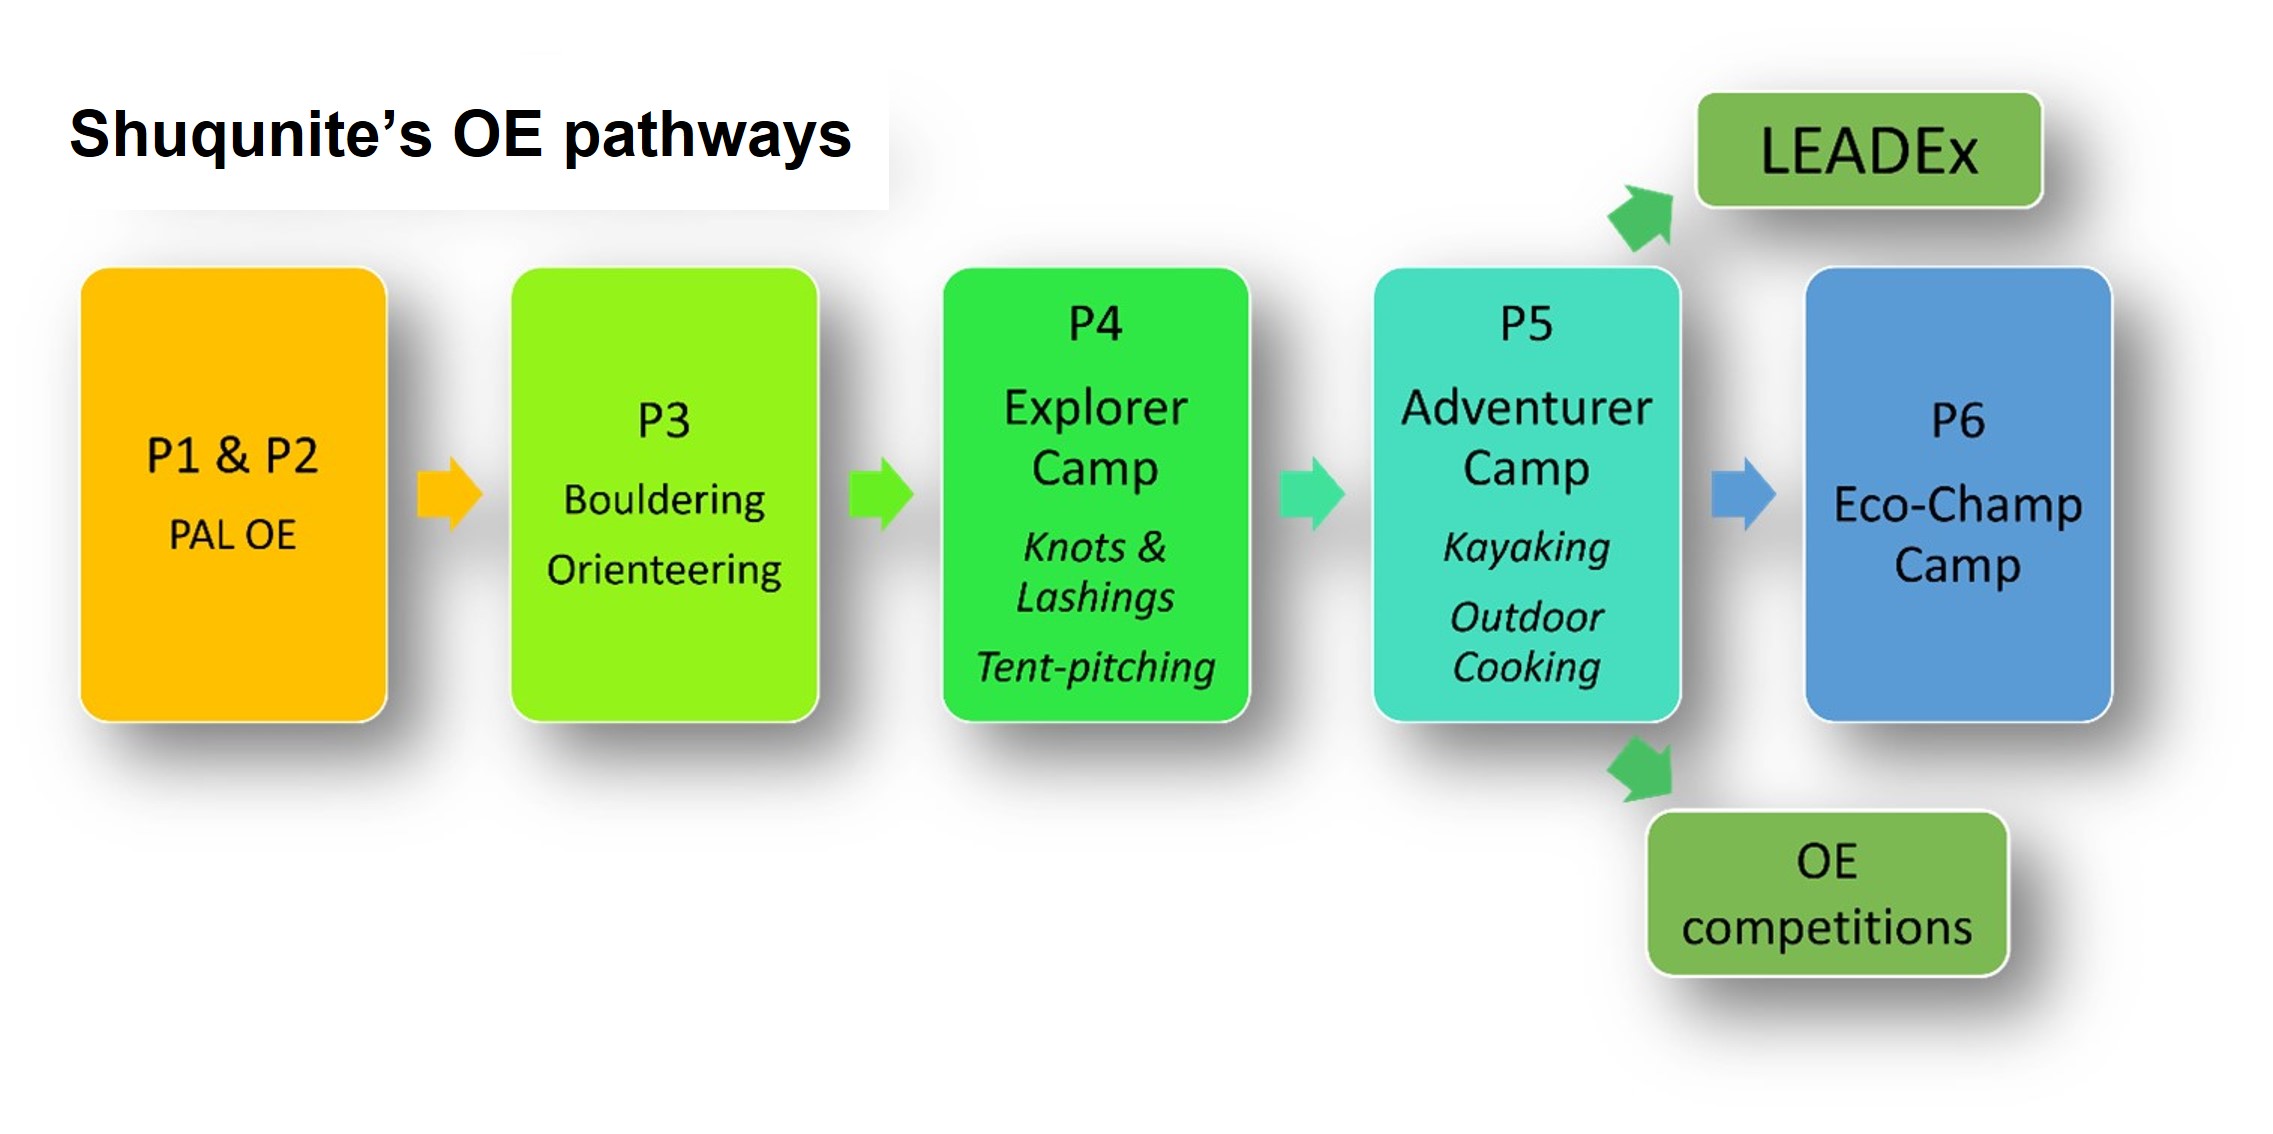 Shuqunite’s OE pathways
P1 & P2
PAL OE
P3
Bouldering
Orienteering
P4
Explorer
Camp
Knots &
Lashings
Tent-pitching
P5
Adventurer
Camp
Kayaking
Outdoor
Cooking
LEADEx
P6
Eco-Champ
Camp
OE
competitions